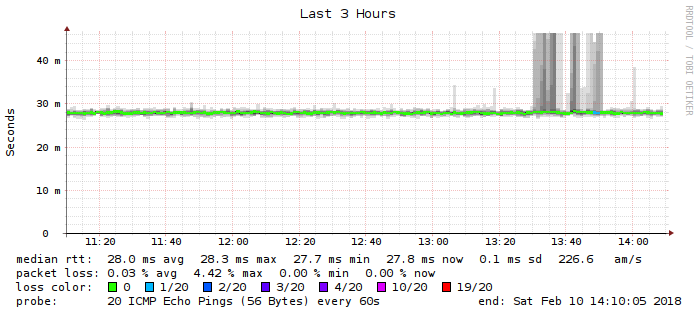 Last 3 Hours
RRDTOOL / TOBI OETIKER
Seconds
40 m
30 m
20 m
10 m
0
11:20 11:40 12:00 12:20 12:40 13:00 13:20 13:40 14:00
median rtt: 28.0 ms avg 28.3 ms max 27.7 ms min 27.8 ms now 0.1 ms sd 226.6 am/s
packet loss: 0.03 % avg 4.42 % max 0.00 % min 0.00 % now
loss color: 0 1/20 2/20 3/20 4/20 10/20 19/20
probe: 20 ICMP Echo Pings (56 Bytes) every 60s end: Sat Feb 10 14:10:05 2018